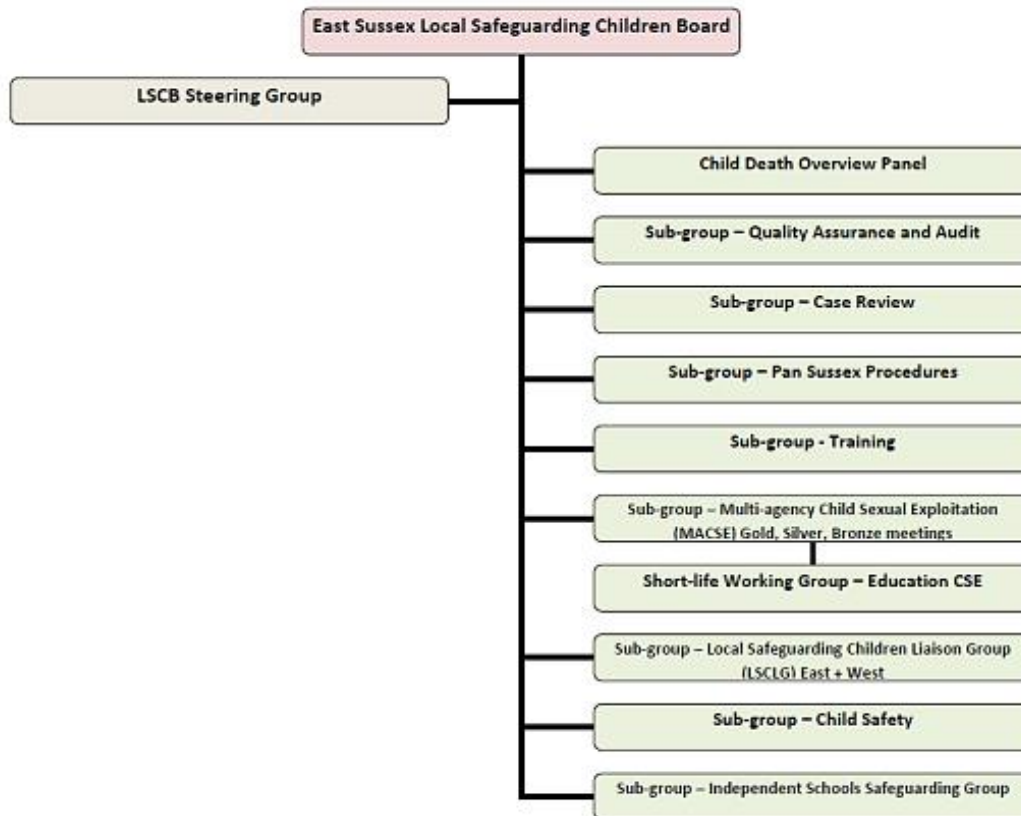 East Sussex Local Safeguarding Children Board
LSCB Steering Group
Child Death Overview Panel
Sub-group – Quality Assurance and Audit
Sub-group – Case Review
Sub-group – Pan Sussex Procedures
Sub-group - Training
Sub-group – Multi-agency Child Sexual Exploitation
(MACSE) Gold, Silver, Bronze meetings
Short-life Working Group – Education CSE
Sub-group – Local Safeguarding Children Liaison Group
(LSCLG) East + West
Sub-group – Child Safety
Sub-group – Independent Schools Safeguarding Group